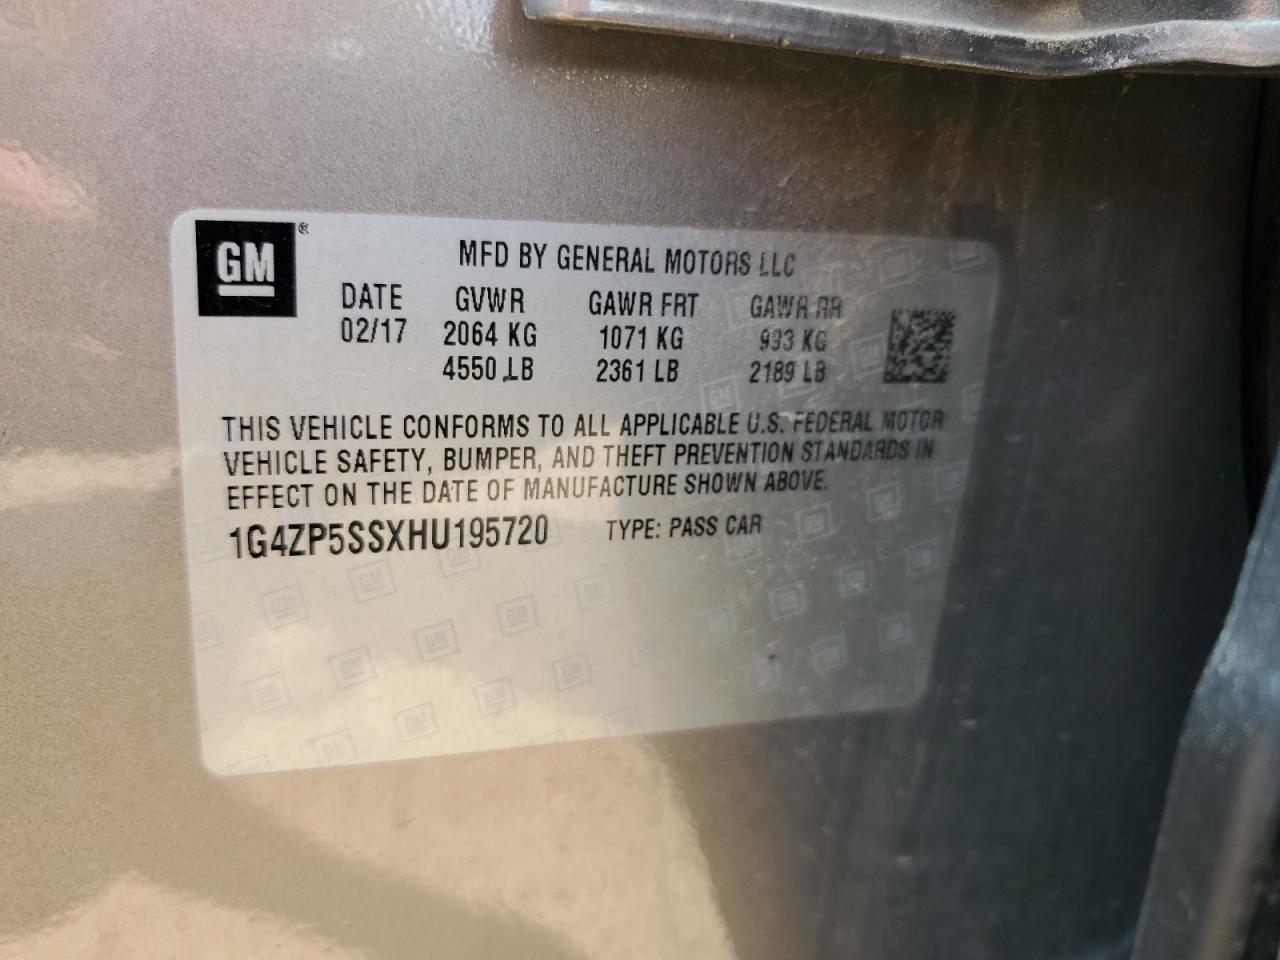 GM®
MFD BY GENERAL MOTORS LLC
DATE GVWR GAWR FRT GAWR RR
02/17 2064 KG 1071 KG 993 KG
4550 LB 2361 LB 2189 LB
THIS VEHICLE CONFORMS TO ALL APPLICABLE U.S. FEDERAL MOTOR
VEHICLE SAFETY, BUMPER, AND THEFT PREVENTION STANDARDS IN
EFFECT ON THE DATE OF MANUFACTURE SHOWN ABOVE.
1G4ZP5SSXHU195720 TYPE: PASS CAR